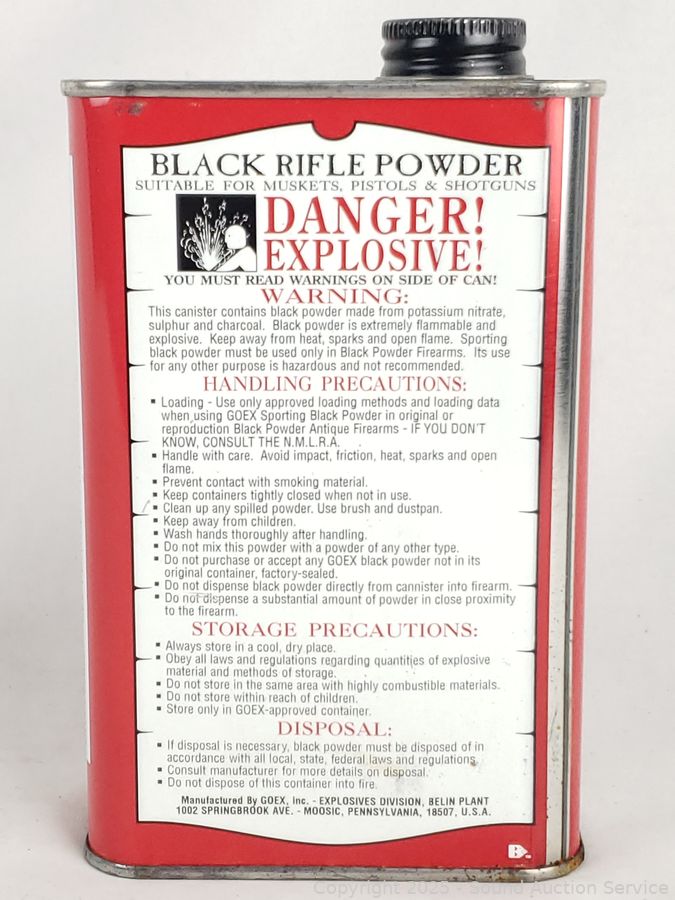 BLACK RIFLE POWDER
SUITABLE FOR MUSKETS, PISTOLS & SHOTGUNS
DANGER!
EXPLOSIVE!
YOU MUST READ WARNINGS ON SIDE OF CAN!
WARNING:
This canister contains black powder made from potassium nitrate,
sulphur and charcoal. Black powder is extremely flammable and
explosive. Keep away from heat, sparks and open flame. Sporting
black powder must be used only in Black Powder Firearms. Its use
for any other purpose is hazardous and not recommended.
HANDLING PRECAUTIONS:
▪ Loading - Use only approved loading methods and loading data
when using GOEX Sporting Black Powder in original or
reproduction Black Powder Antique Firearms - IF YOU DON'T
KNOW, CONSULT THE N.M.L.R.A.
▪ Handle with care. Avoid impact, friction, heat, sparks and open
flame.
▪ Prevent contact with smoking material.
▪ Keep containers tightly closed when not in use.
▪ Clean up any spilled powder. Use brush and dustpan.
▪ Keep away from children.
▪ Wash hands thoroughly after handling.
▪ Do not mix this powder with a powder of any other type.
▪ Do not purchase or accept any GOEX black powder not in its
original container, factory-sealed.
▪ Do not dispense black powder directly from cannister into firearm.
▪ Do not dispense a substantial amount of powder in close proximity
to the firearm.
STORAGE PRECAUTIONS:
▪ Always store in a cool, dry place.
▪ Obey all laws and regulations regarding quantities of explosive
material and methods of storage.
▪ Do not store in the same area with highly combustible materials.
▪ Do not store within reach of children.
▪ Store only in GOEX-approved container.
DISPOSAL:
▪ If disposal is necessary, black powder must be disposed of in
accordance with all local, state, federal laws and regulations.
▪ Consult manufacturer for more details on disposal.
▪ Do not dispose of this container into fire.
Manufactured By GOEX, Inc. - EXPLOSIVES DIVISION, BELIN PLANT
1002 SPRINGBROOK AVE. - MOOSIC, PENNSYLVANIA, 18507, U.S.A.
Copyright 2025 - Sound Auction Service